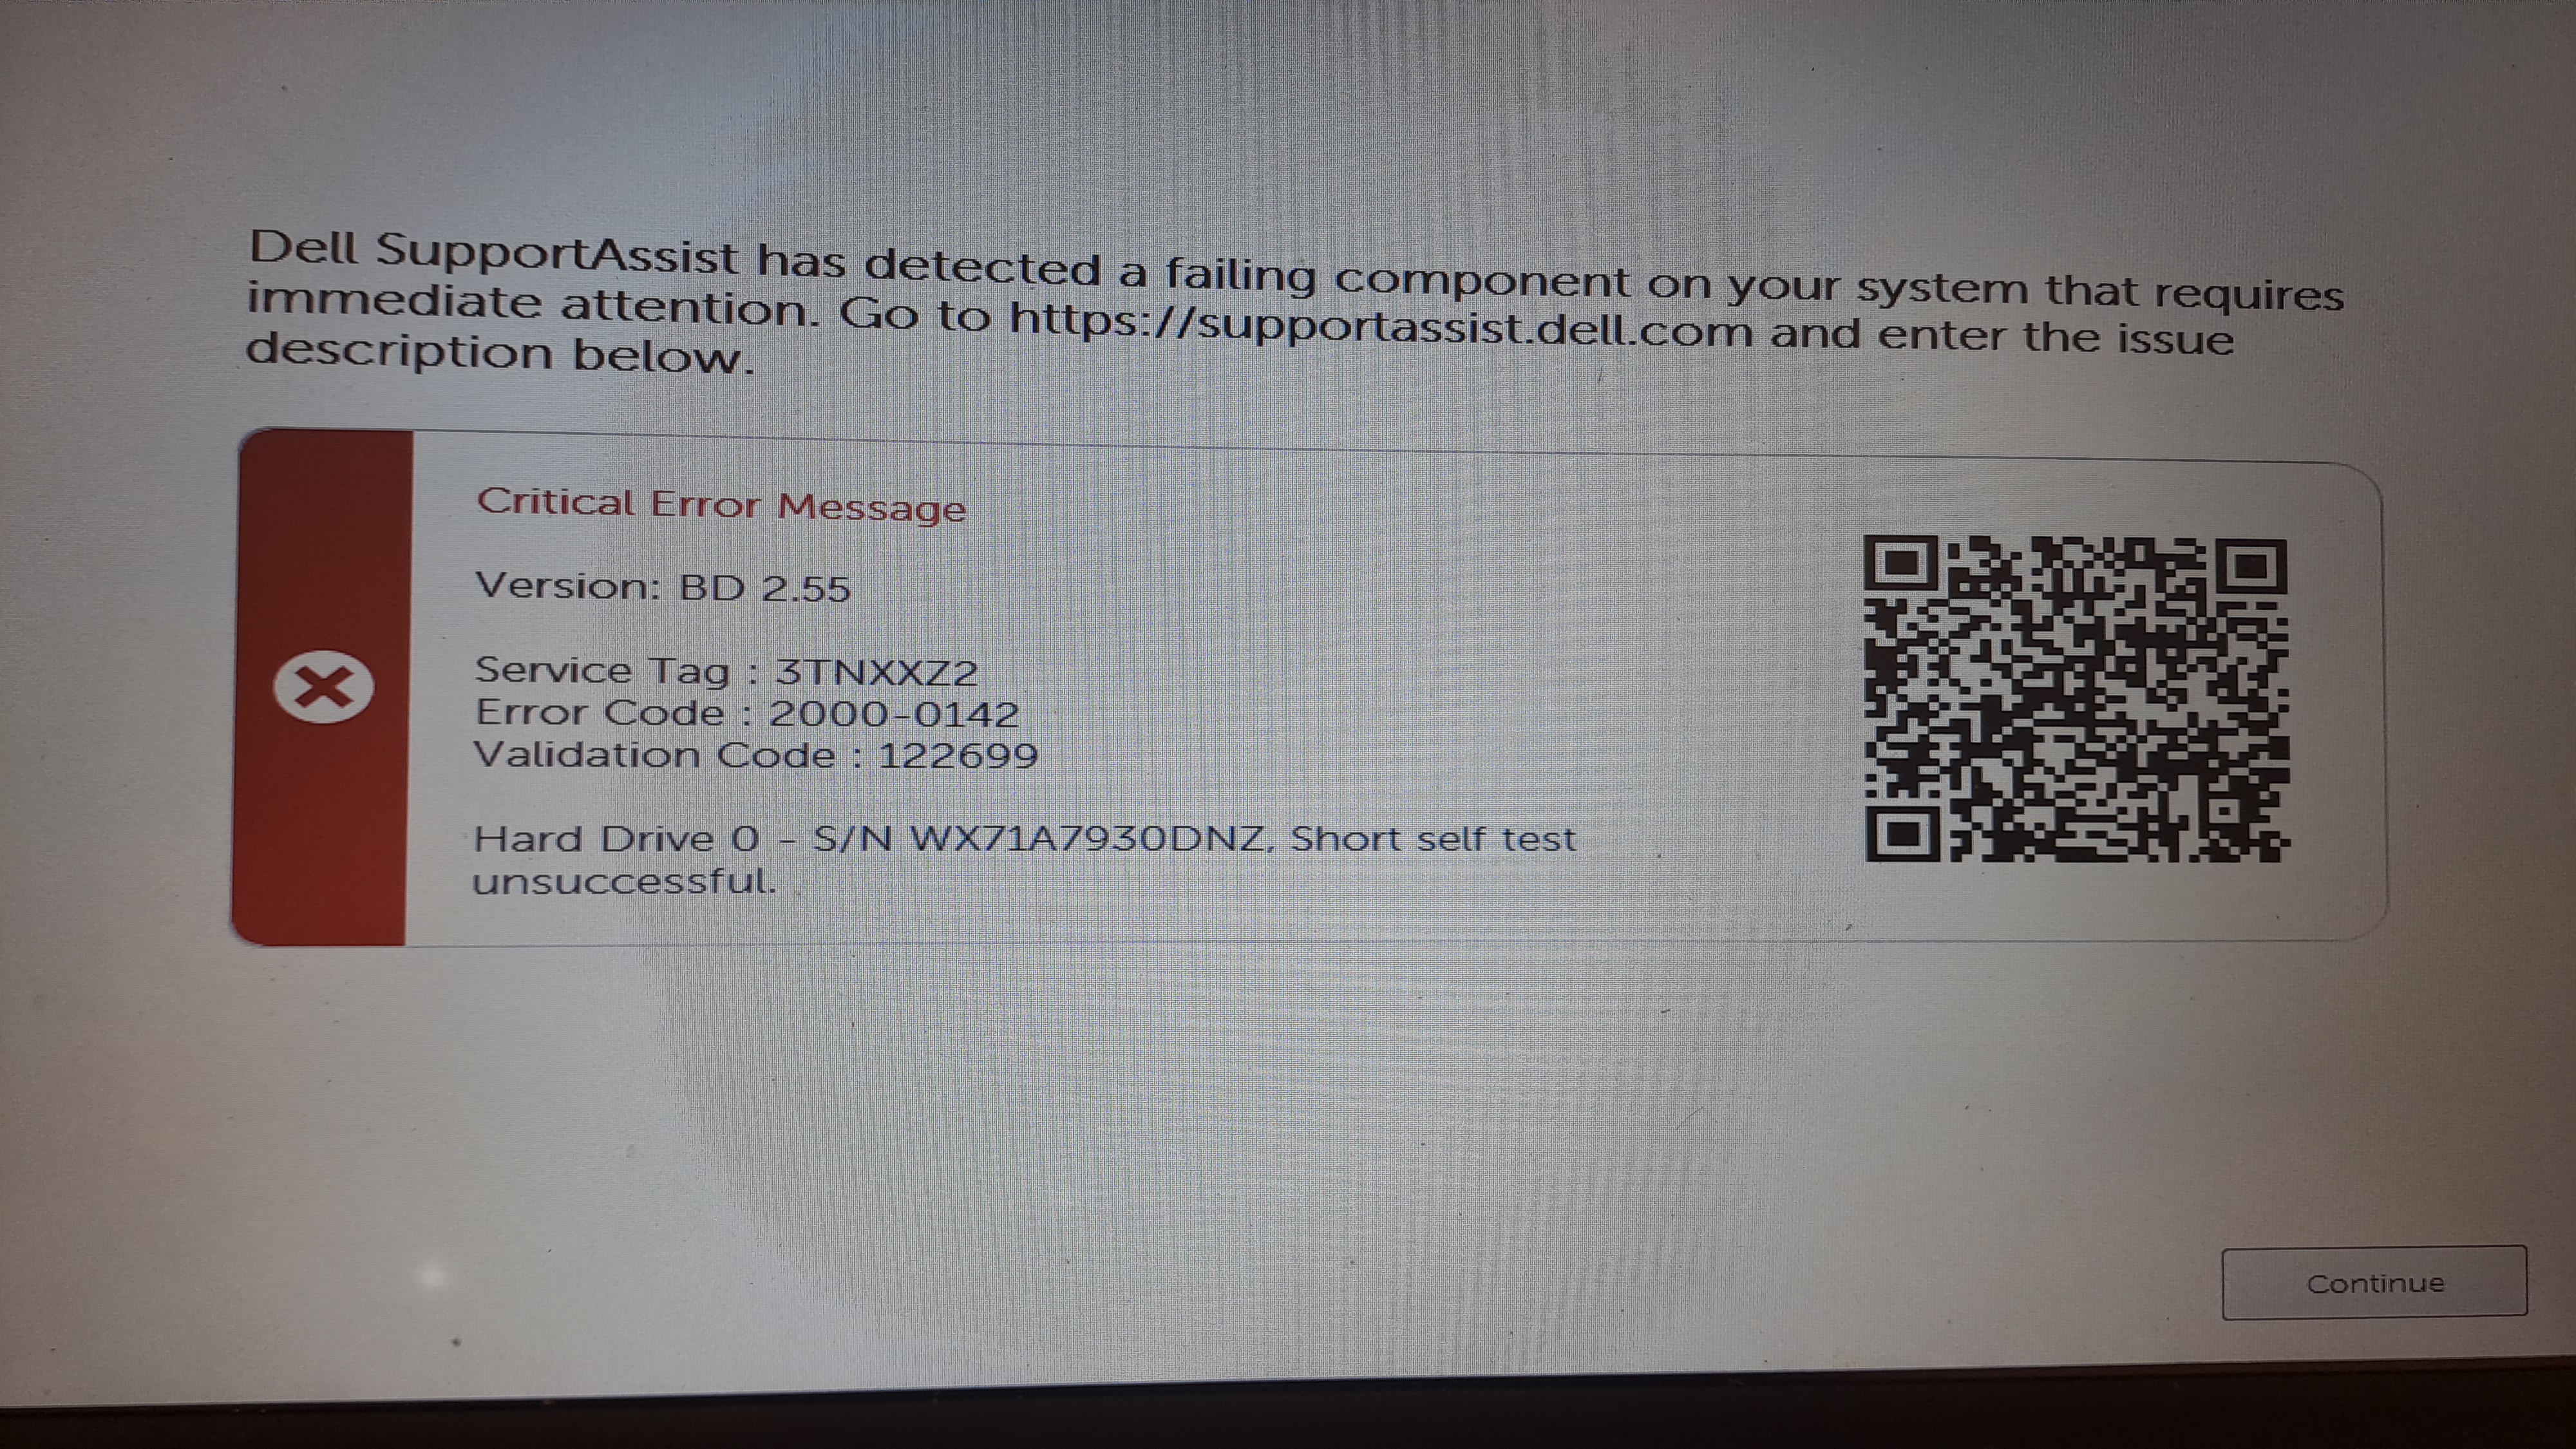 Dell SupportAssist has detected a failing component on your system that requires
immediate attention. Go to https://supportassist.dell.com and enter the issue
description below.
Critical Error Message
Version: BD 2.55
Service Tag : 3TNXXZ2
Error Code : 2000-0142
Validation Code : 122699
Hard Drive 0 - S/N WX71A7930DNZ, Short self test
unsuccessful.
Continue